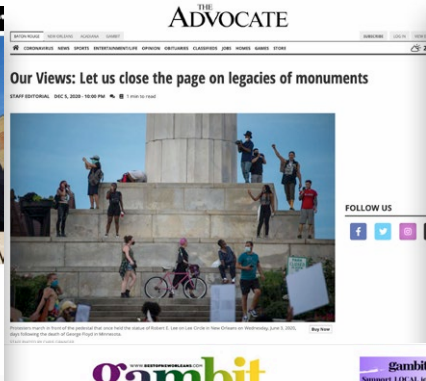 THE
ADVOCATE
BATON ROUGE NEW ORLEANS ACADIANA GAMBIT
SUBSCRIBE LOG IN
CORONAVIRUS NEWS SPORTS ENTERTAINMENT/LIFE OPINION OBITUARIES CLASSIFIEDS JOBS HOMES GAMES STORE
Our Views: Let us close the page on legacies of monuments
STAFF EDITORIAL DEC 5, 2020 - 10:00 PM 1 min to read
FOLLOW US
Protesters march in front of the pedestal that once held the statue of Robert E. Lee on Lee Circle in New Orleans on Wednesday, June 3, 2020,
days following the death of George Floyd in Minnesota.
Buy Now
WWW.BESTOFNEWORLEANS.COM
gambit
gambit